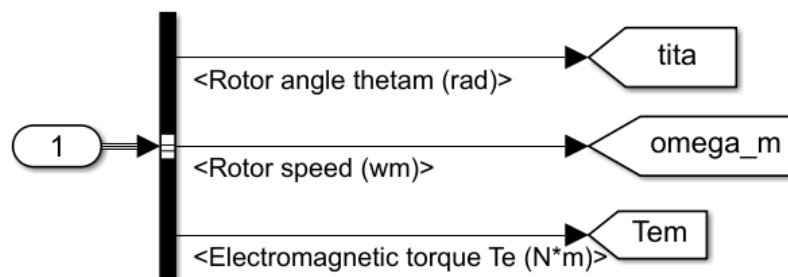 tita
<Rotor angle thetam (rad)>
1
omega_m
<Rotor speed (wm)>
Tem
<Electromagnetic torque Te (N*m)>